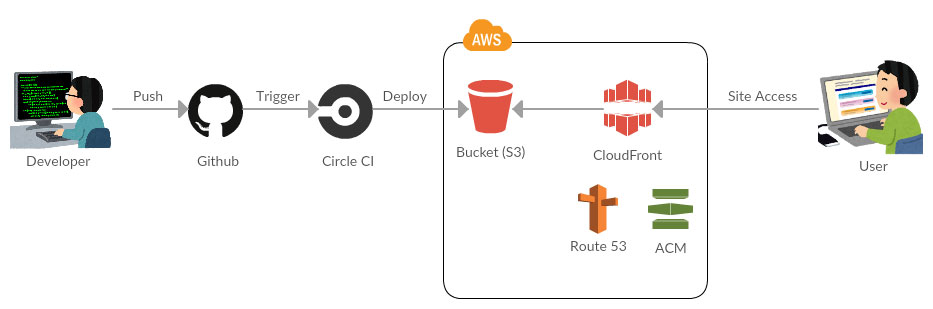 AWS
Push
Trigger
Deploy
Site Access
Developer
Github
Circle CI
Bucket (S3)
CloudFront
User
Route 53
ACM